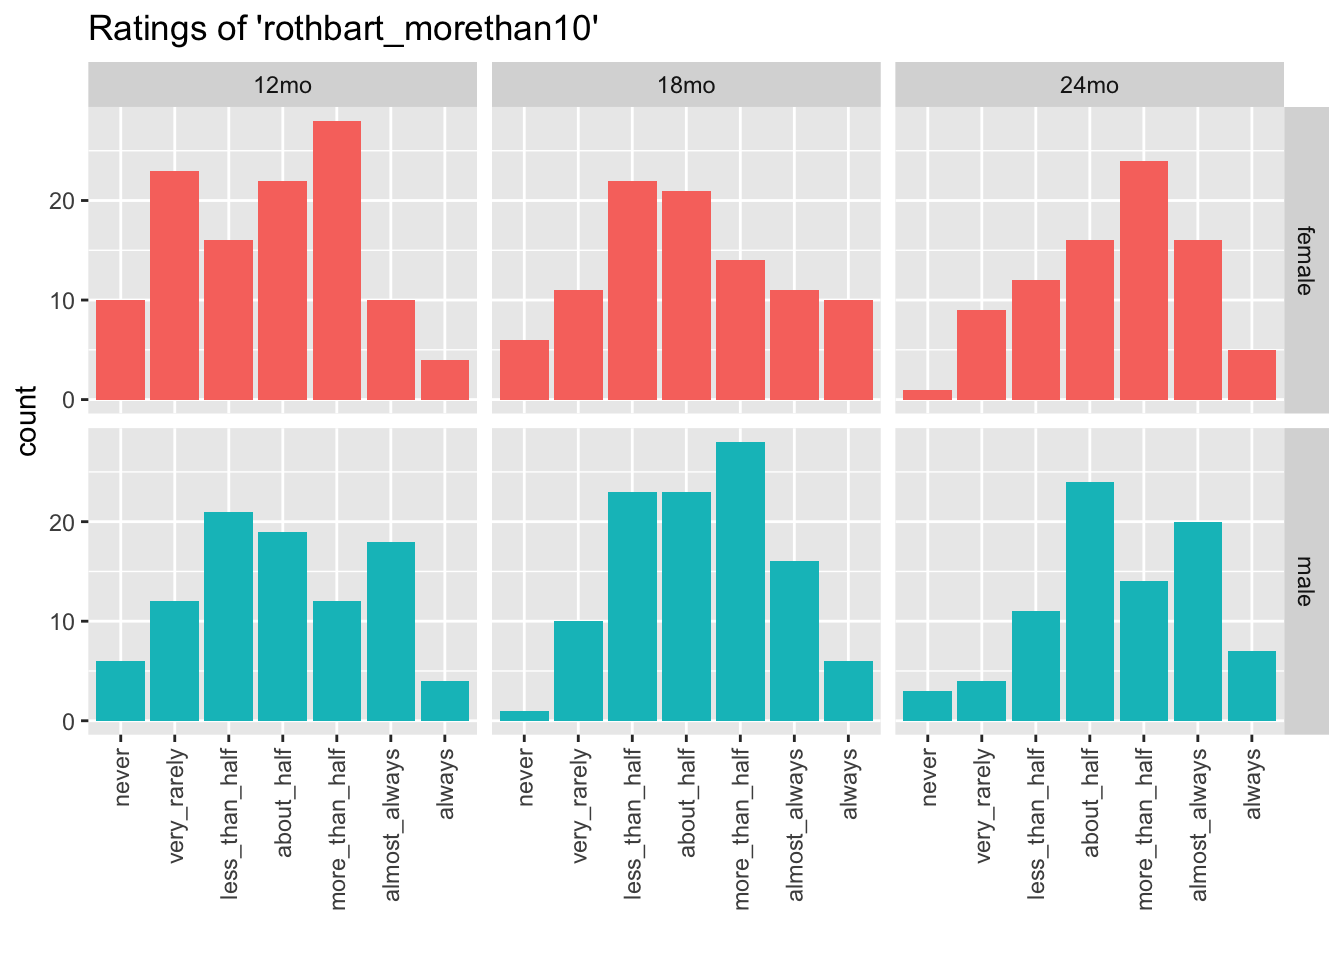 Ratings of 'rothbart_morethan10'
12mo 18mo 24mo
20
10
0
female
count
20
10
0
male
never very_rarely less_than_half about_half more_than_half almost_always always
never very_rarely less_than_half about_half more_than_half almost_always always
never very_rarely less_than_half about_half more_than_half almost_always always